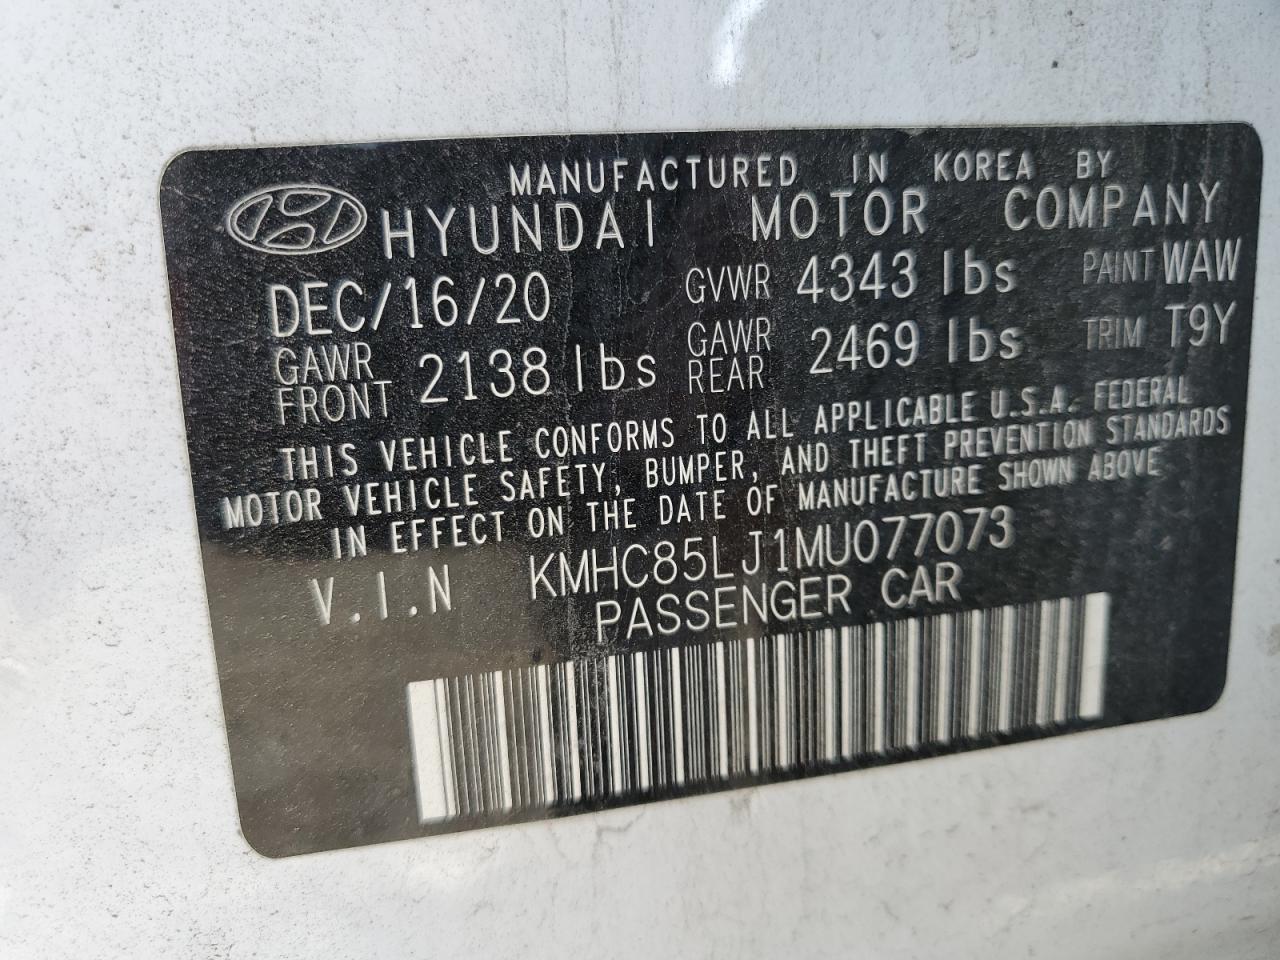 MANUFACTURED IN KOREA BY
HYUNDAI MOTOR COMPANY
DEC/16/20 GVWR 4343 lbs PAINT WAW
GAWR FRONT 2138 lbs GAWR REAR 2469 lbs TRIM T9Y
THIS VEHICLE CONFORMS TO ALL APPLICABLE U.S.A. FEDERAL
MOTOR VEHICLE SAFETY, BUMPER, AND THEFT PREVENTION STANDARDS
IN EFFECT ON THE DATE OF MANUFACTURE SHOWN ABOVE
V.I.N KMHC85LJ1MU077073
PASSENGER CAR